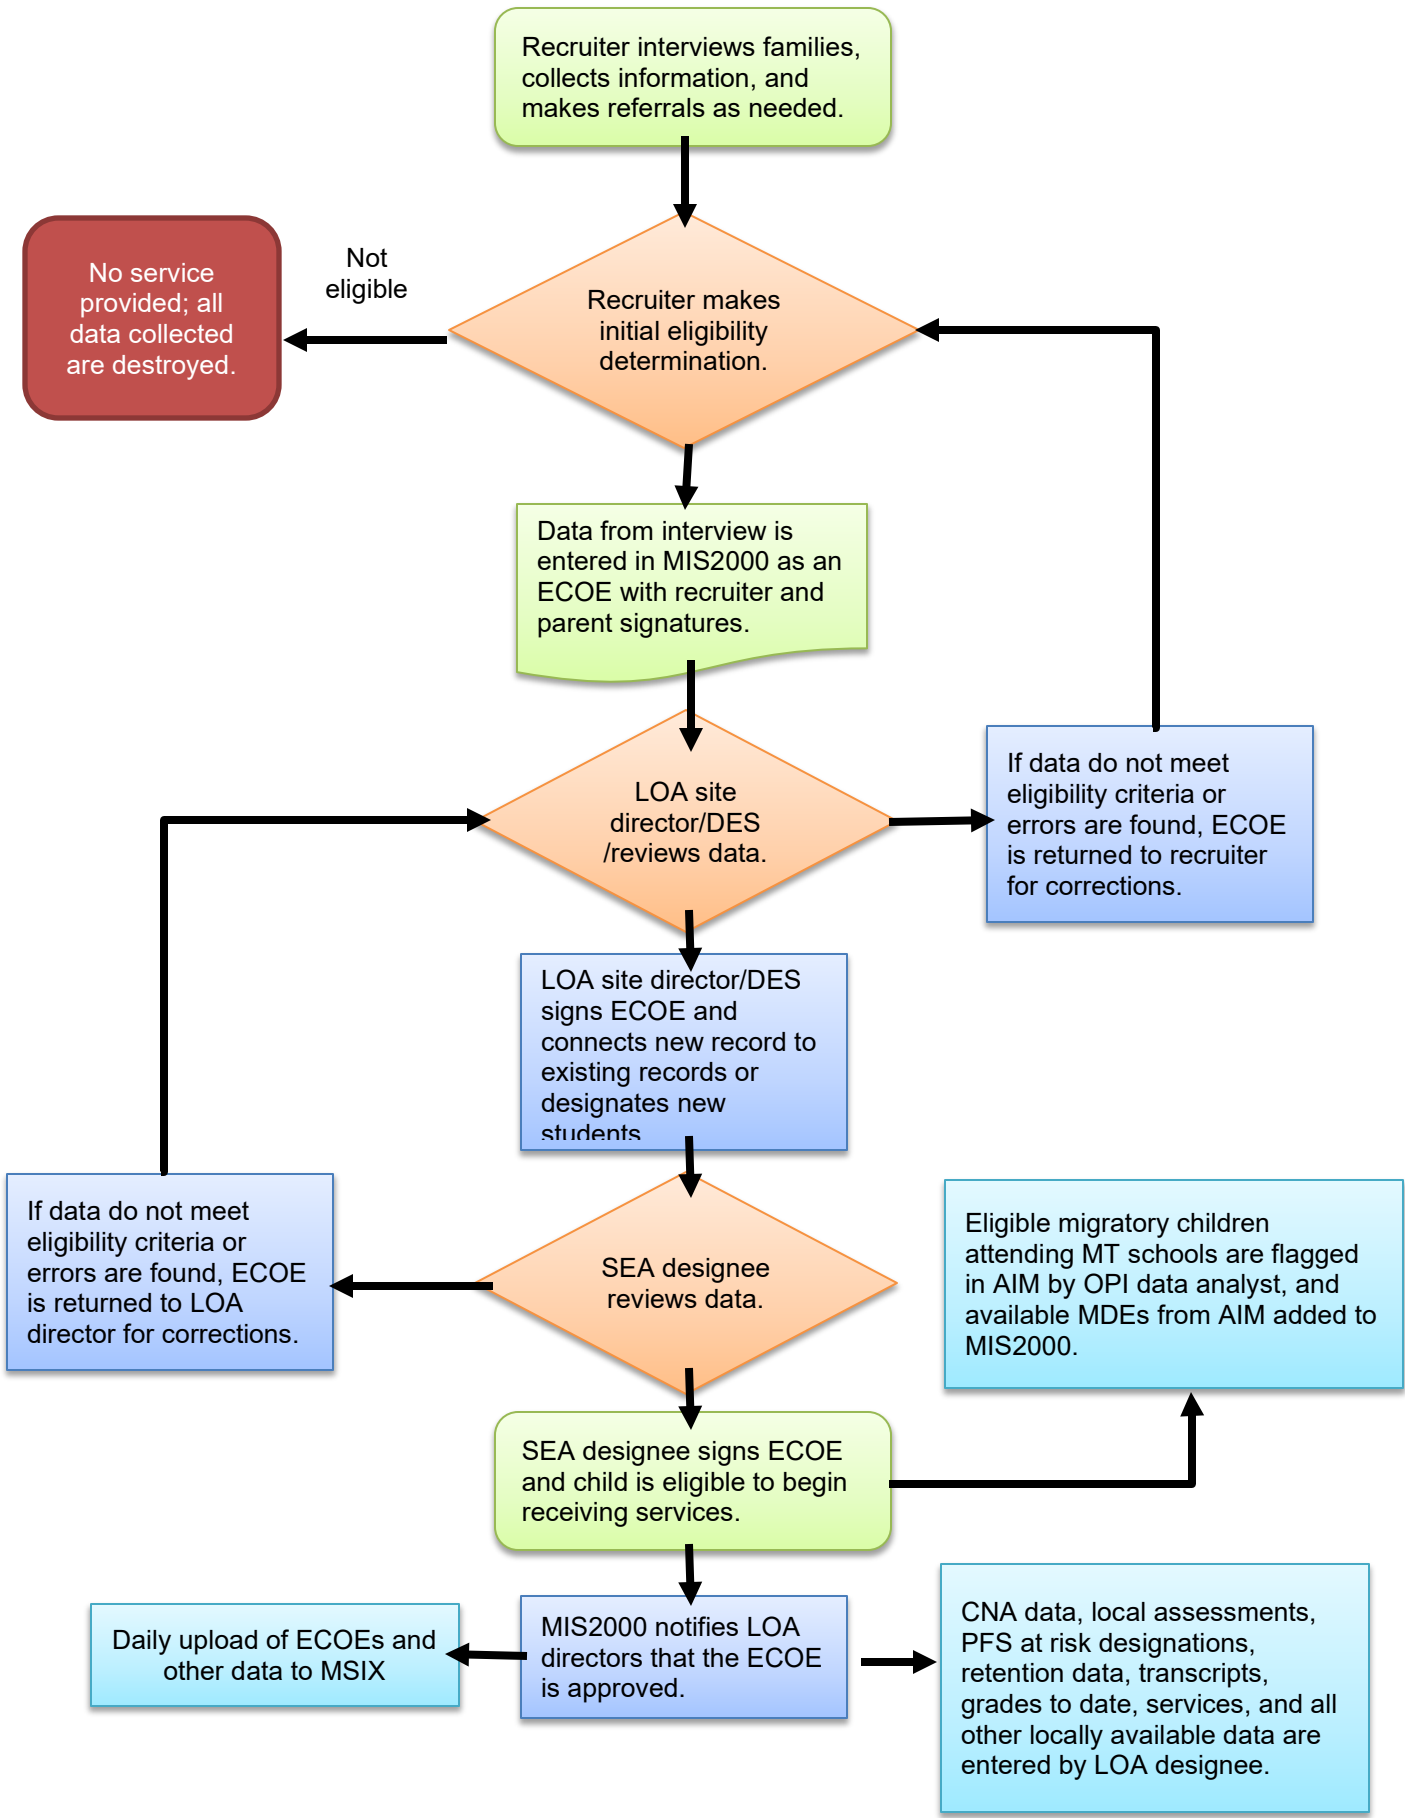 Recruiter interviews families,
collects information, and
makes referrals as needed.
No service
provided; all
data collected
are destroyed.
Not
eligible
Recruiter makes
initial eligibility
determination.
Data from interview is
entered in MIS2000 as an
ECOE with recruiter and
parent signatures.
LOA site
director/DES
/reviews data.
If data do not meet
eligibility criteria or
errors are found, ECOE
is returned to recruiter
for corrections.
LOA site director/DES
signs ECOE and
connects new record to
existing records or
designates new
students
If data do not meet
eligibility criteria or
errors are found, ECOE
is returned to LOA
director for corrections.
SEA designee
reviews data.
Eligible migratory children
attending MT schools are flagged
in AIM by OPI data analyst, and
available MDEs from AIM added to
MIS2000.
SEA designee signs ECOE
and child is eligible to begin
receiving services.
Daily upload of ECOEs and
other data to MSIX
MIS2000 notifies LOA
directors that the ECOE
is approved.
CNA data, local assessments,
PFS at risk designations,
retention data, transcripts,
grades to date, services, and all
other locally available data are
entered by LOA designee.